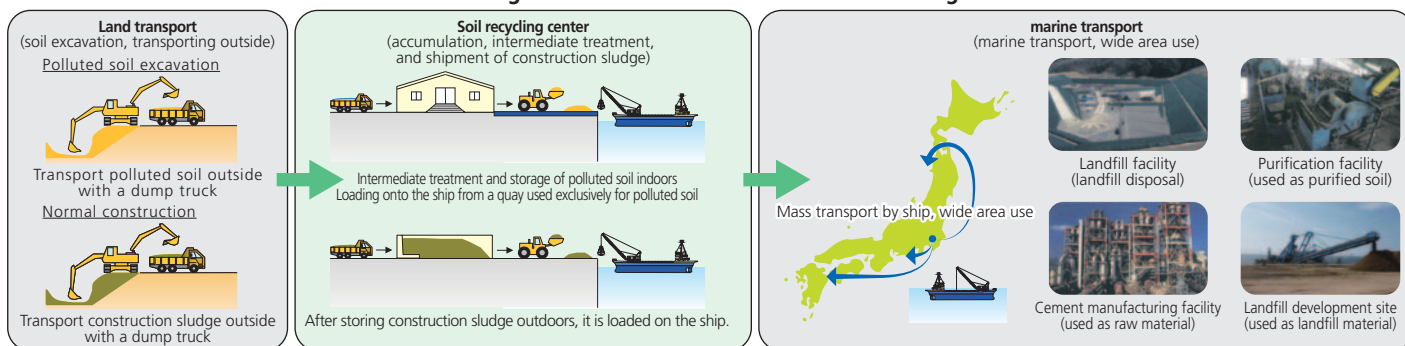 Land transport
(soil excavation, transporting outside)
Polluted soil excavation
Transport polluted soil outside
with a dump truck
Normal construction
Transport construction sludge outside
with a dump truck
Soil recycling center
(accumulation, intermediate treatment,
and shipment of construction sludge)
Intermediate treatment and storage of polluted soil indoors
Loading onto the ship from a quay used exclusively for polluted soil
After storing construction sludge outdoors, it is loaded on the ship.
marine transport
(marine transport, wide area use)
Mass transport by ship, wide area use
Landfill facility
(landfill disposal)
Purification facility
(used as purified soil)
Cement manufacturing facility
(used as raw material)
Landfill development site
(used as landfill material)